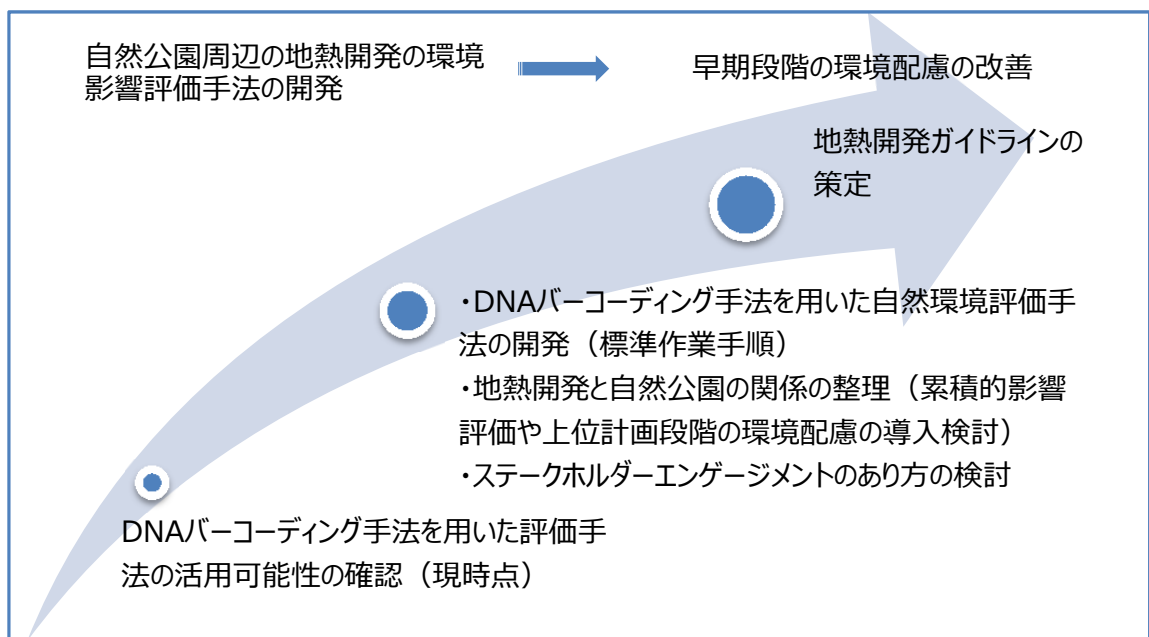 自然公園周辺の地熱開発の環境
影響評価手法の開発
早期段階の環境配慮の改善
地熱開発ガイドラインの
策定
・DNAバーコーディング手法を用いた自然環境評価手
法の開発（標準作業手順）
・地熱開発と自然公園の関係の整理（累積的影響
評価や上位計画段階の環境配慮の導入検討）
・ステークホルダーエンゲージメントのあり方の検討
DNAバーコーディング手法を用いた評価手
法の活用可能性の確認（現時点）